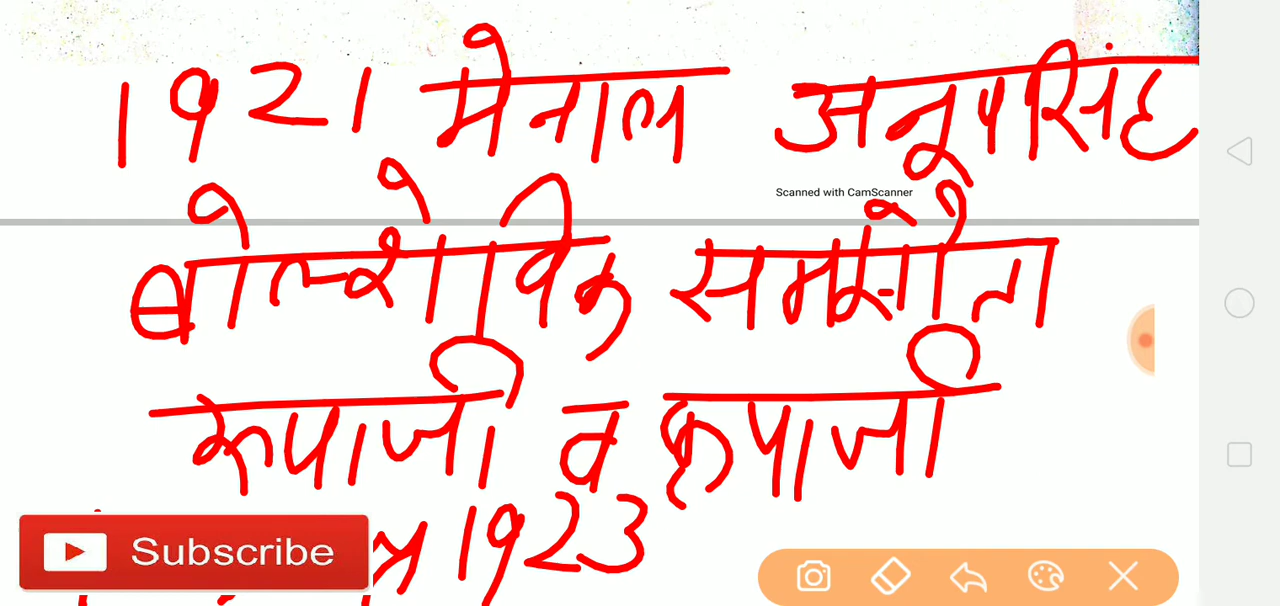 1921 मेनाल अनूपसिंह
Scanned with CamScanner
बोल्शेविक समझौता
रूपाजी व कृपाजी
1923
Subscribe